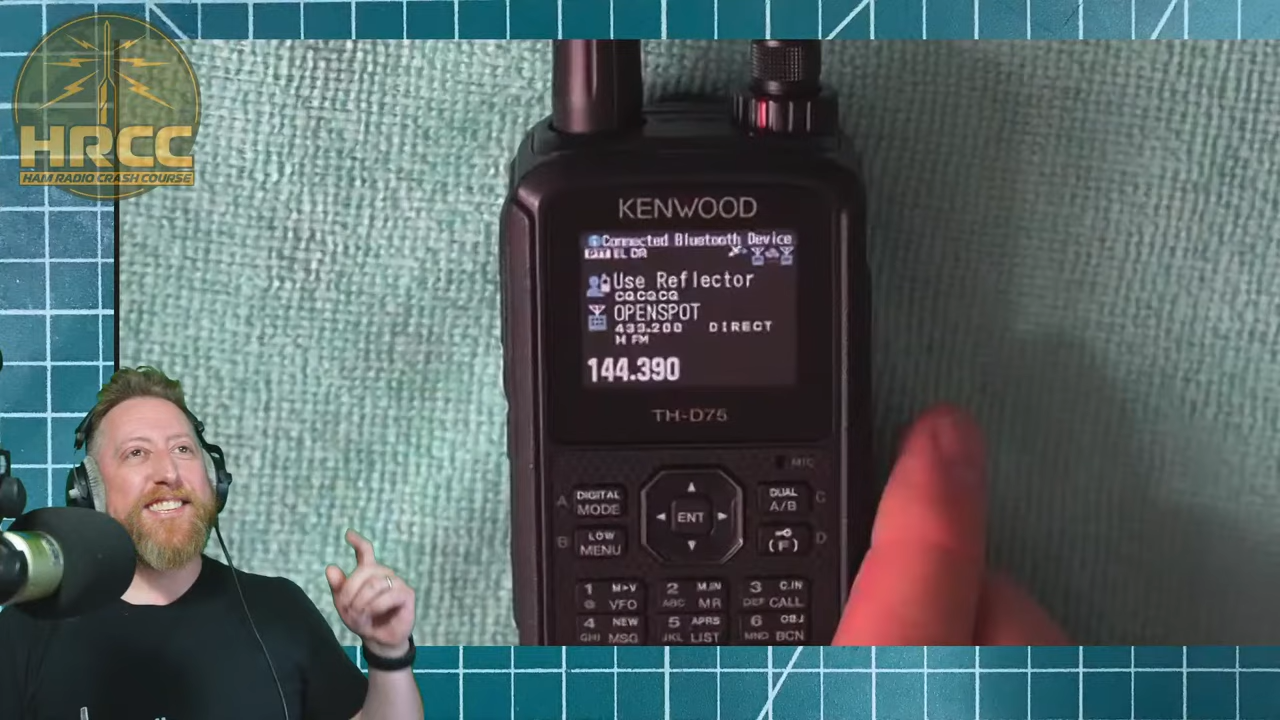 HRCC
HAM RADIO CRASH COURSE
KENWOOD
Connected Bluetooth Device
PTT EL DR
Use Reflector
CQCQCQ
OPENSPOT
433.200 DIRECT
H FM
144.390
TH-D75
MIC
A DIGITAL MODE
ENT
DUAL A/B C
B LOW MENU
(F) D
1 M>V @ VFO
2 M.IN ABC MR
3 C.IN DEF CALL
4 NEW GHI MSG
5 APRS JKL LIST
6 OBJ MNO BCN